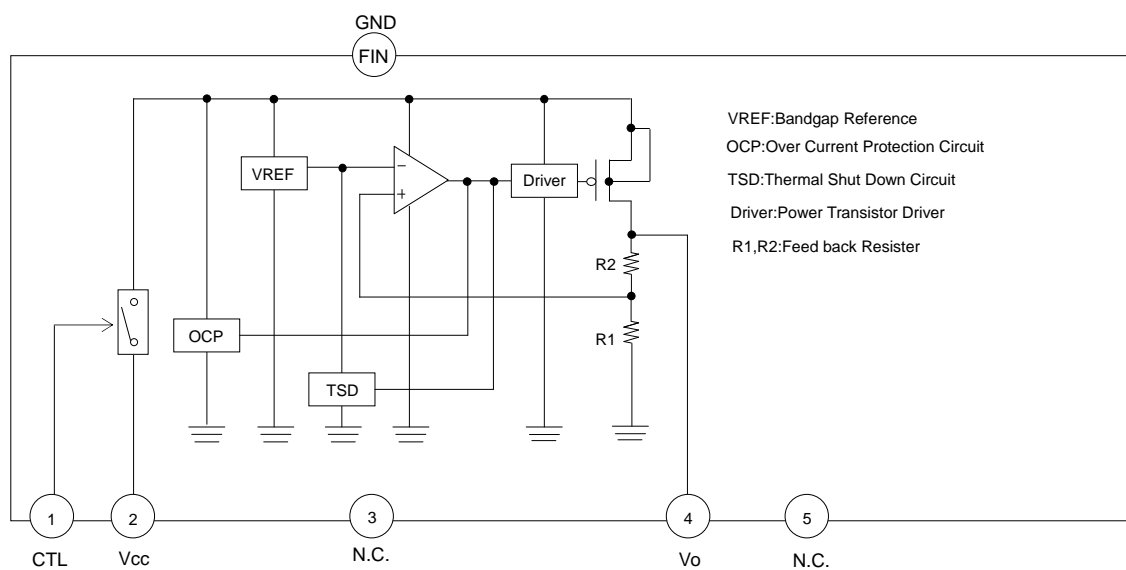 GND
FIN
VREF:Bandgap Reference
OCP:Over Current Protection Circuit
TSD:Thermal Shut Down Circuit
Driver:Power Transistor Driver
R1,R2:Feed back Resister
VREF
−
+
Driver
R2
R1
OCP
TSD
1
2
3
4
5
CTL
Vcc
N.C.
Vo
N.C.